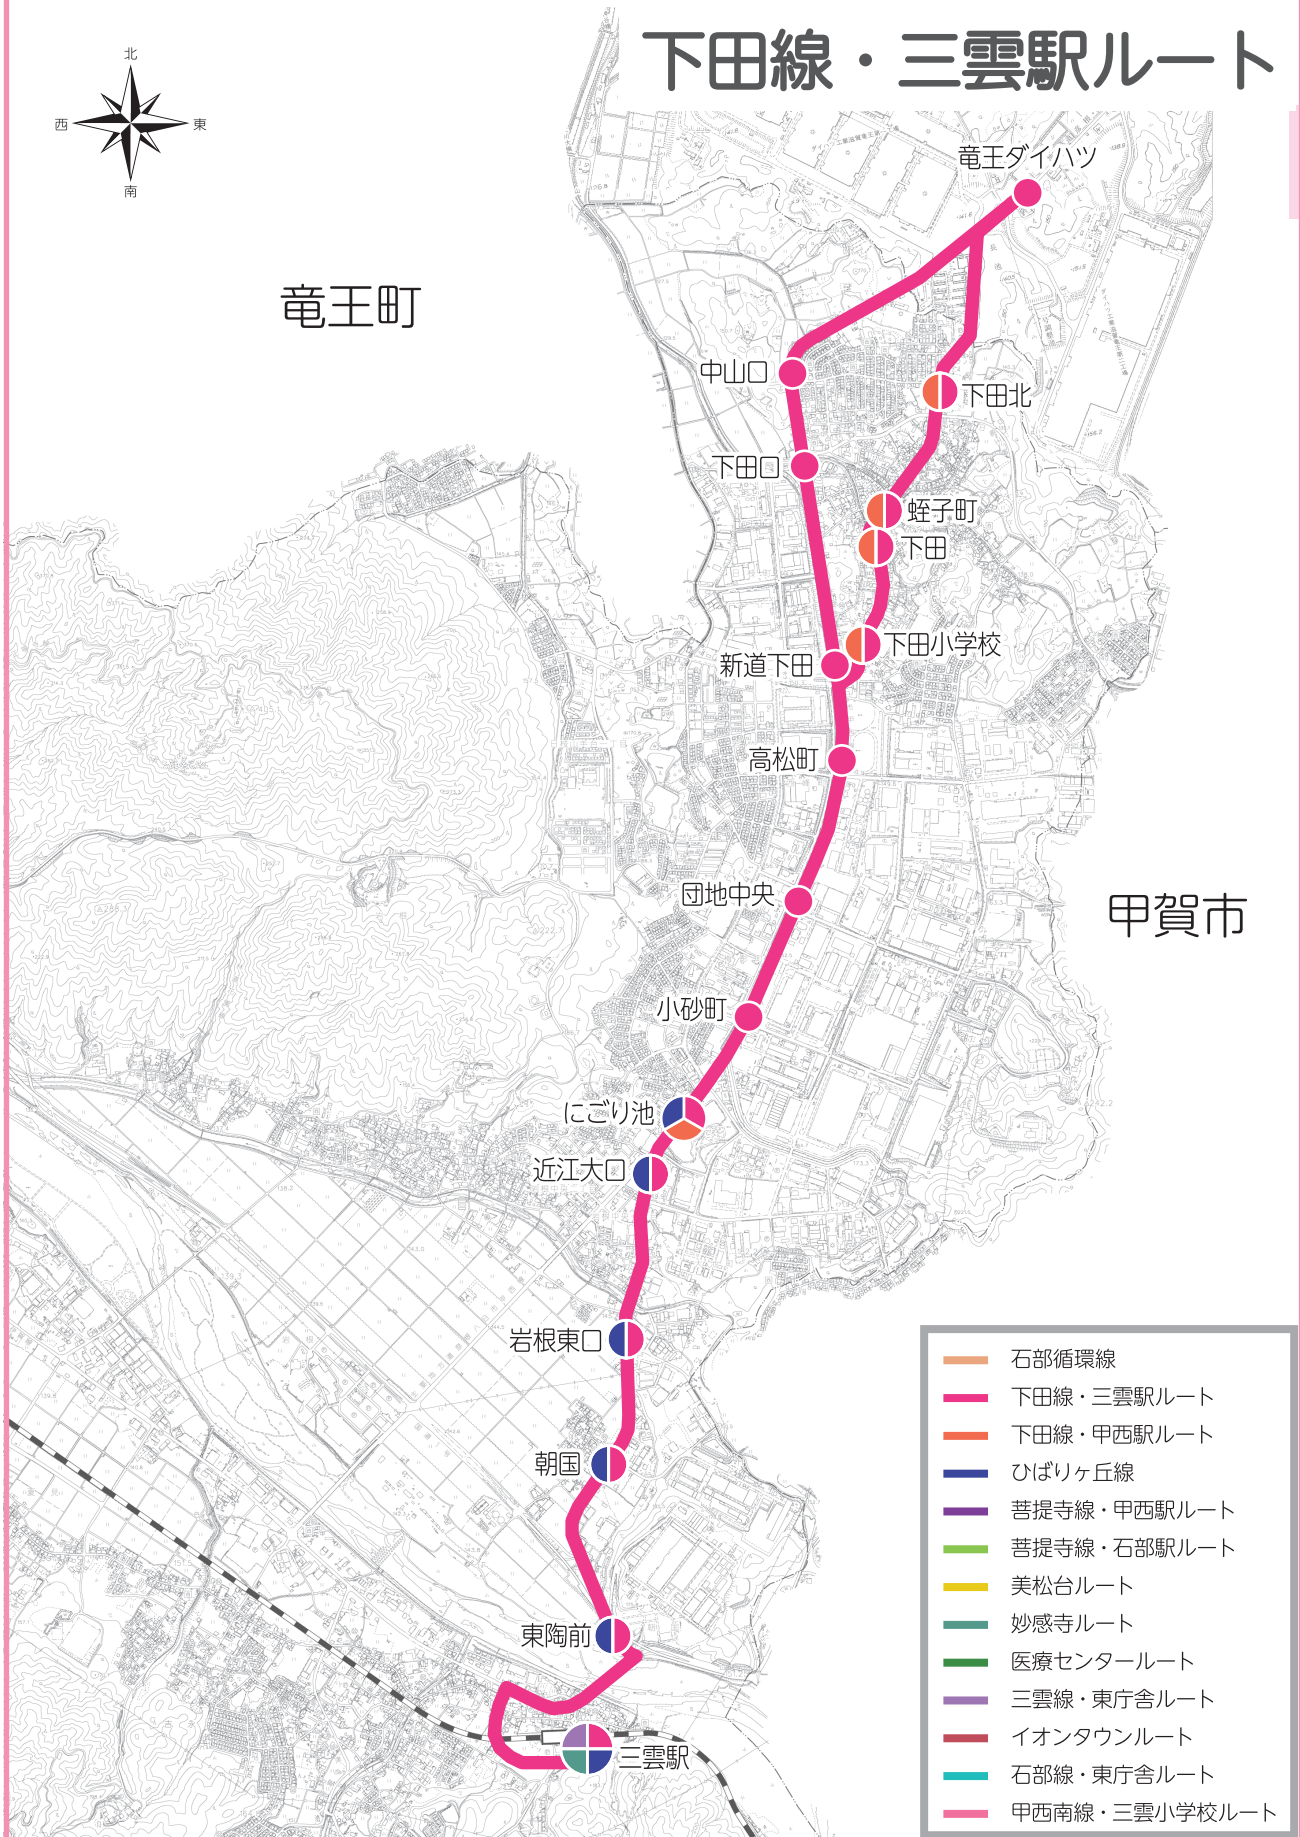 下田線・三雲駅ルート
北
西
東
南
竜王ダイハツ
竜王町
中山口
下田北
下田口
蛭子町
下田
下田小学校
新道下田
高松町
団地中央
甲賀市
小砂町
にごり池
近江大口
岩根東口
朝国
東陶前
三雲駅
石部循環線
下田線・三雲駅ルート
下田線・甲西駅ルート
ひばりヶ丘線
菩提寺線・甲西駅ルート
菩提寺線・石部駅ルート
美松台ルート
妙感寺ルート
医療センタールート
三雲線・東庁舎ルート
イオンタウンルート
石部線・東庁舎ルート
甲西南線・三雲小学校ルート